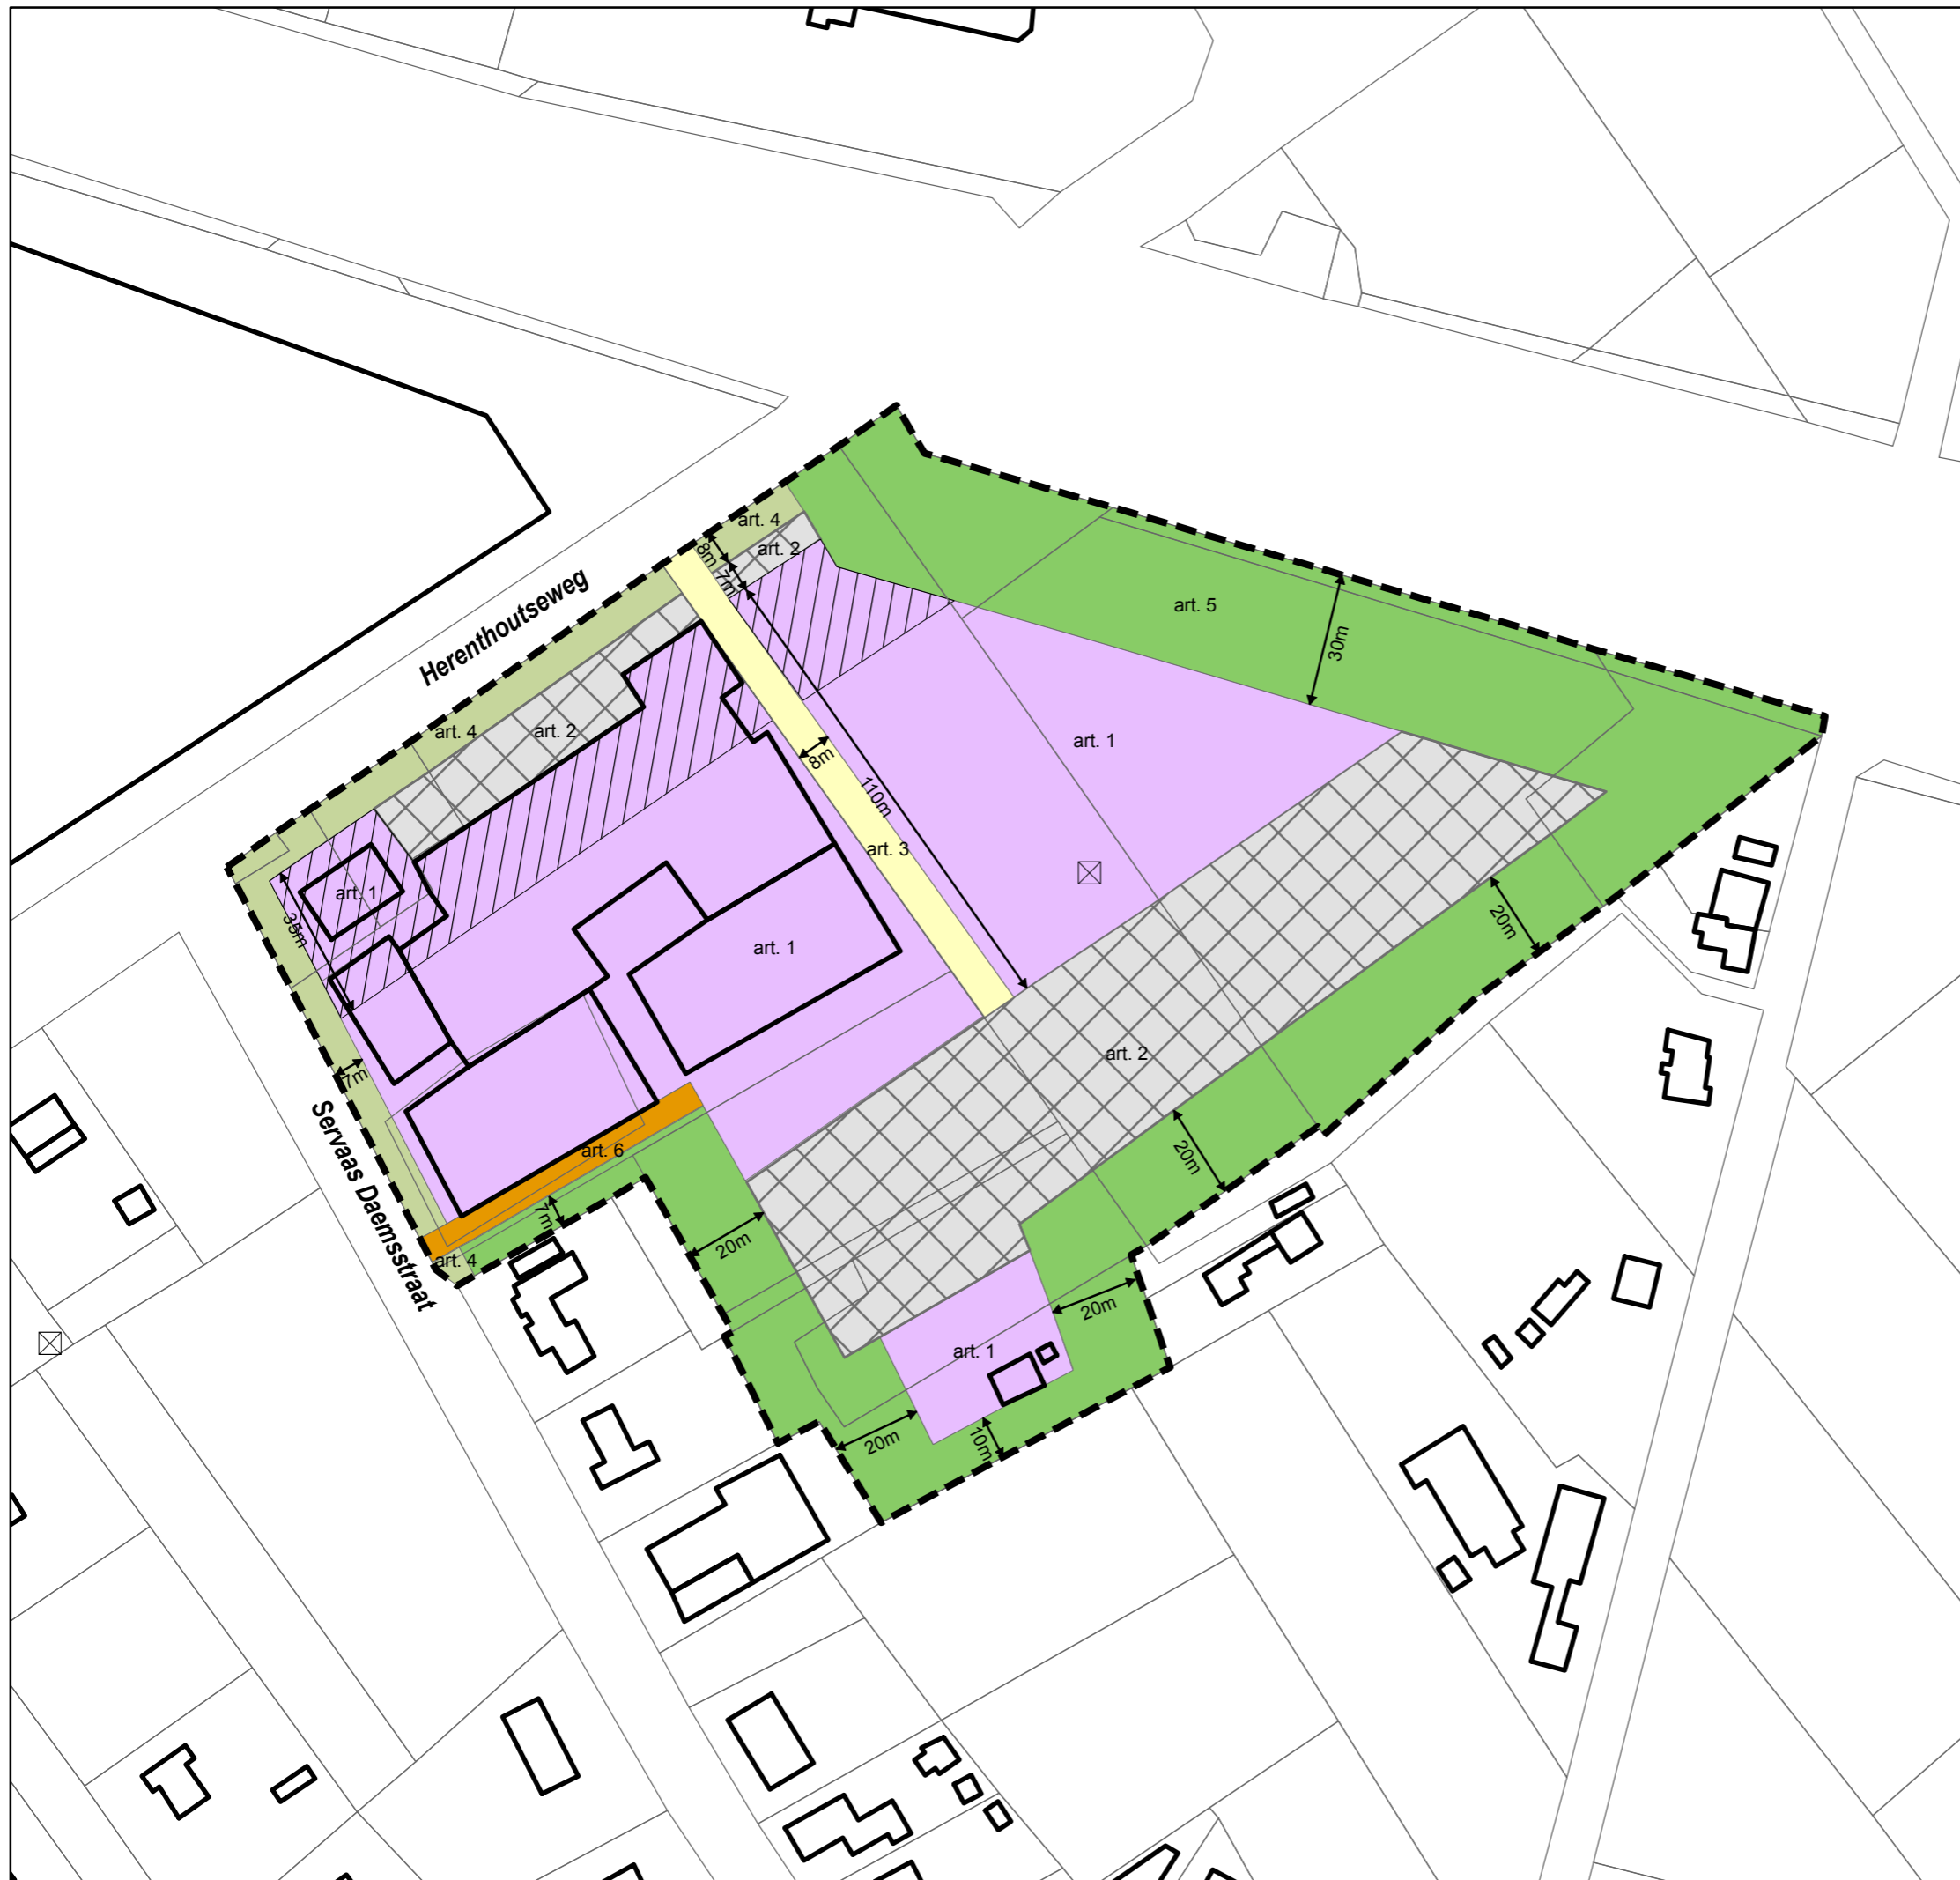 art. 4
art. 2
8m
7m
Herenthoutseweg
art. 5
30m
art. 4
art. 2
art. 1
8m
110m
art. 3
art. 1
35m
art. 1
20m
7m
art. 2
Servaas Daemsstraat
art. 6
20m
7m
20m
art. 4
20m
art. 1
20m
10m